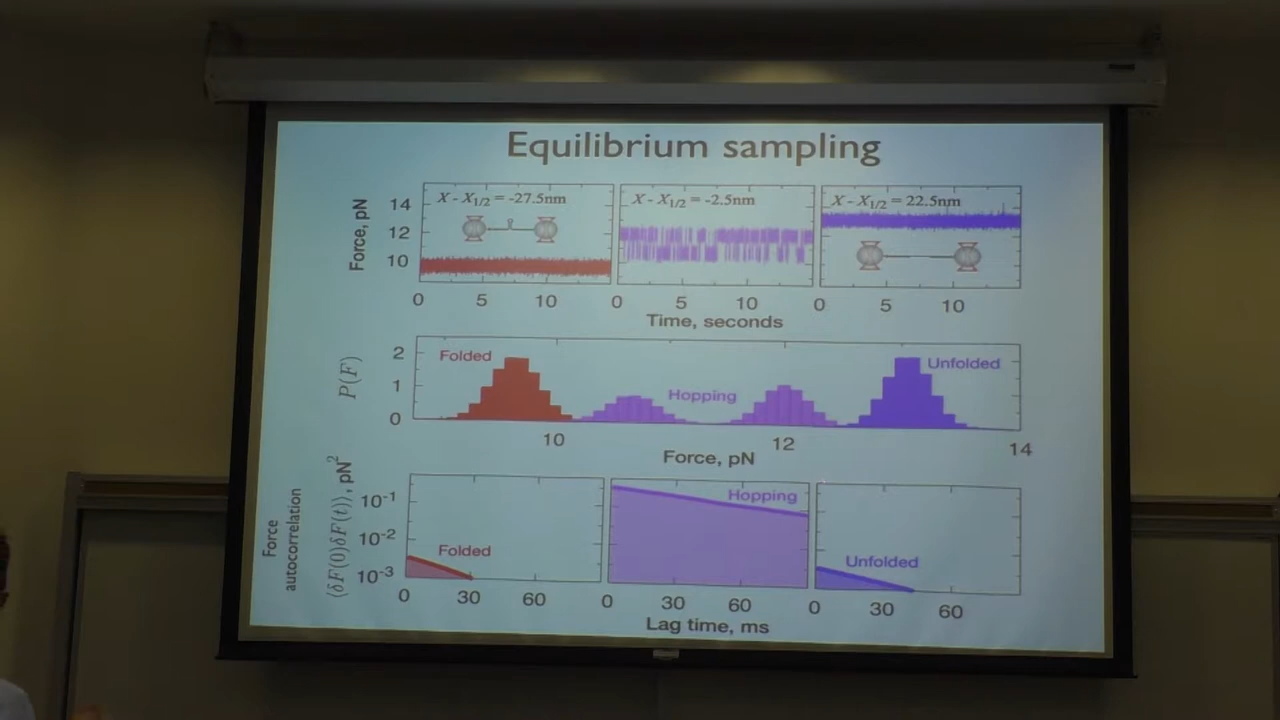 Equilibrium sampling
Force, pN
14
12
10
X - X1/2 = -27.5nm
X - X1/2 = -2.5nm
X - X1/2 = 22.5nm
0 5 10 0 5 10 0 5 10
Time, seconds
P(F)
2
1
0
Folded
Hopping
Unfolded
10 12 14
Force, pN
Force
autocorrelation
⟨δF(0)δF(t)⟩, pN²
10⁻¹
10⁻²
10⁻³
Folded
Hopping
Unfolded
0 30 60 0 30 60 0 30 60
Lag time, ms